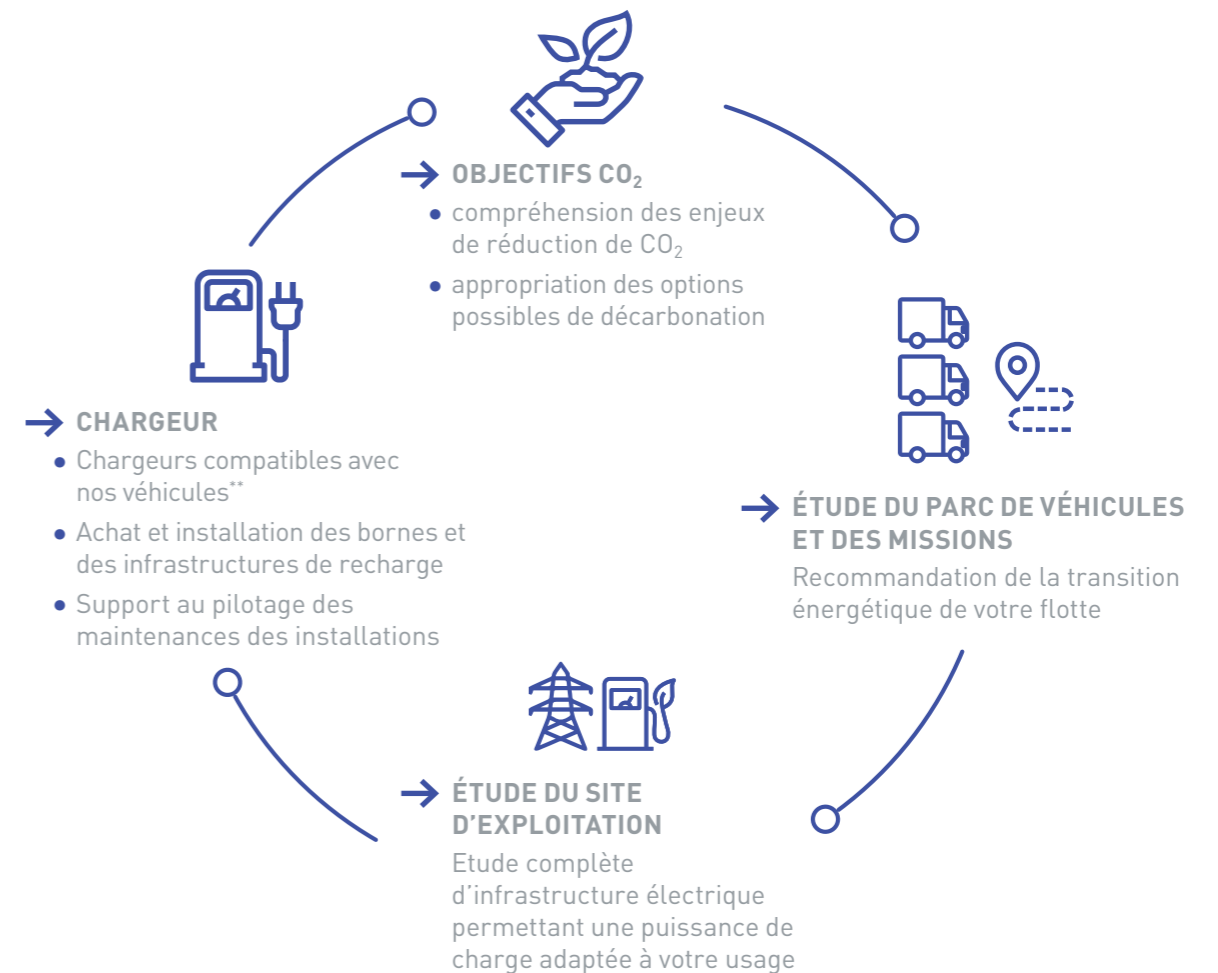 OBJECTIFS CO₂
• compréhension des enjeux
de réduction de CO₂
• appropriation des options
possibles de décarbonation
ÉTUDE DU PARC DE VÉHICULES
ET DES MISSIONS
Recommandation de la transition
énergétique de votre flotte
ÉTUDE DU SITE
D’EXPLOITATION
Etude complète
d’infrastructure électrique
permettant une puissance de
charge adaptée à votre usage
CHARGEUR
• Chargeurs compatibles avec
nos véhicules**
• Achat et installation des bornes et
des infrastructures de recharge
• Support au pilotage des
maintenances des installations